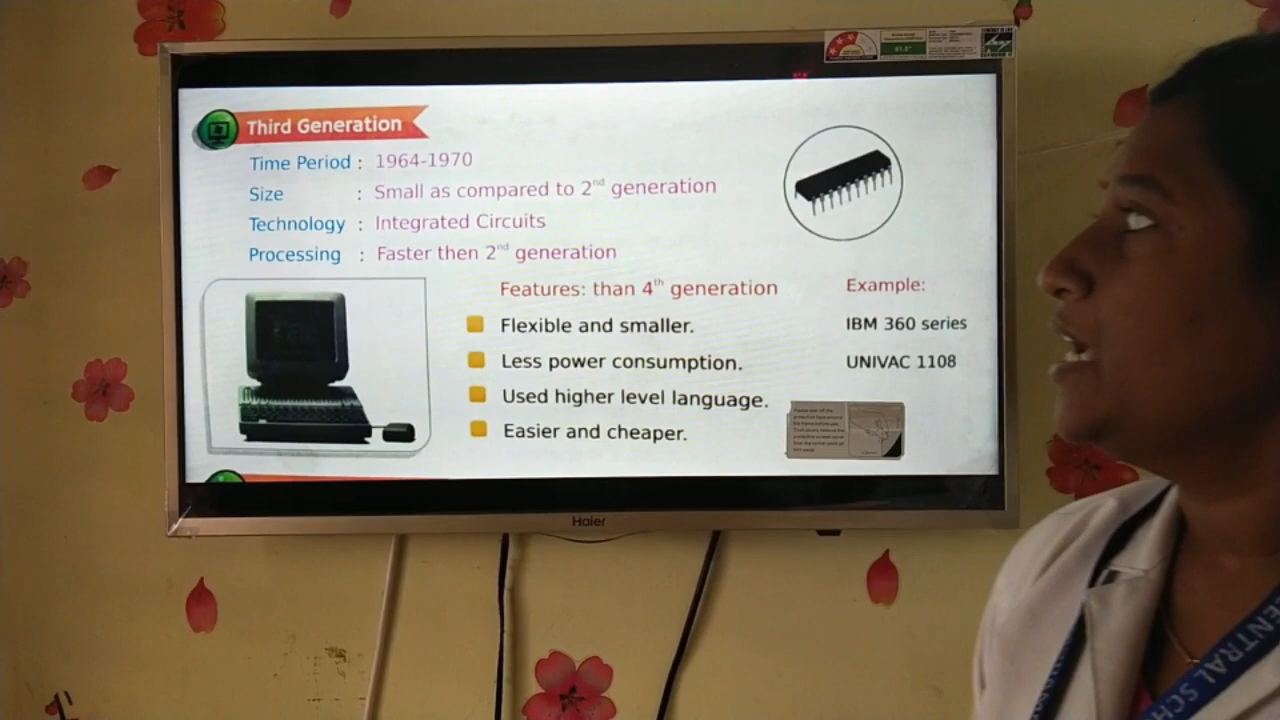 Third Generation
Time Period : 1964-1970
Size : Small as compared to 2nd generation
Technology : Integrated Circuits
Processing : Faster then 2nd generation
Features: than 4th generation
Flexible and smaller.
Less power consumption.
Used higher level language.
Easier and cheaper.
Example:
IBM 360 series
UNIVAC 1108
Haier
ENTRAL SCH